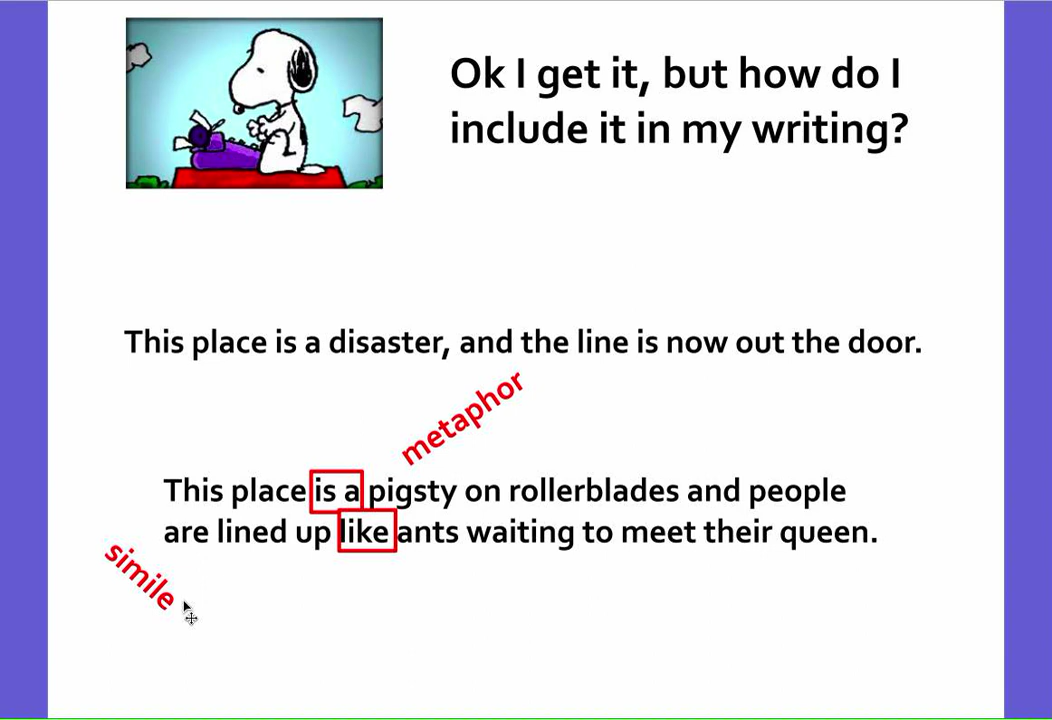 Ok I get it, but how do I
include it in my writing?
This place is a disaster, and the line is now out the door.
metaphor
This place is a pigsty on rollerblades and people
are lined up like ants waiting to meet their queen.
simile